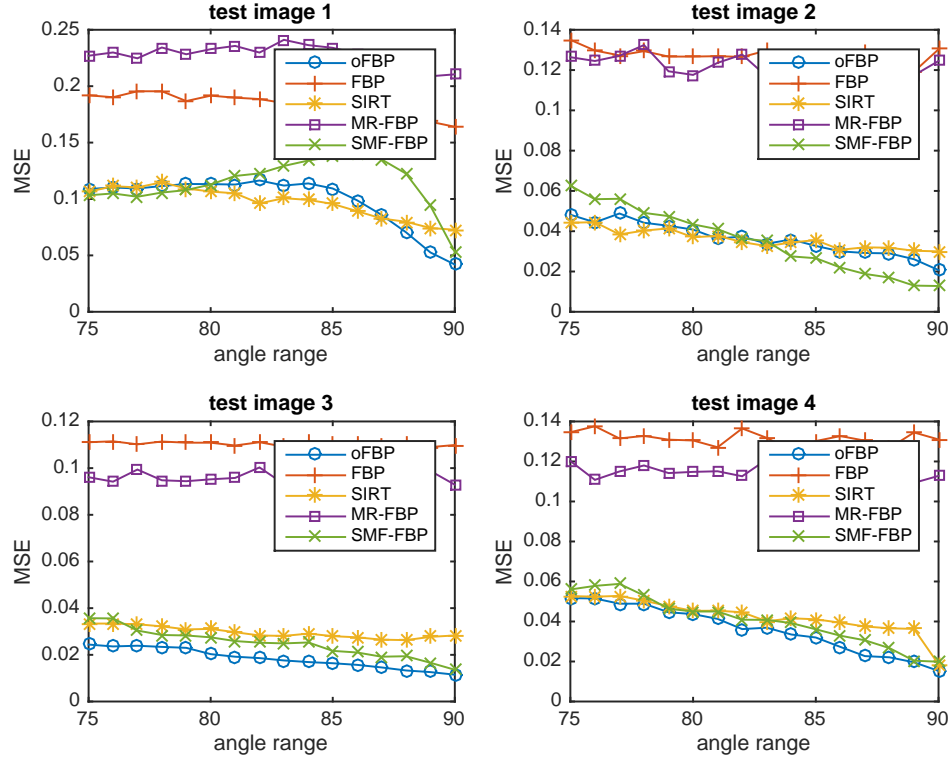 test image 1
0.25
0.2
0.15
0.1
0.05
0
MSE
75
80
85
90
angle range
oFBP
FBP
SIRT
MR-FBP
SMF-FBP
test image 2
0.14
0.12
0.1
0.08
0.06
0.04
0.02
0
MSE
75
80
85
90
angle range
oFBP
FBP
SIRT
MR-FBP
SMF-FBP
test image 3
0.12
0.1
0.08
0.06
0.04
0.02
0
MSE
75
80
85
90
angle range
oFBP
FBP
SIRT
MR-FBP
SMF-FBP
test image 4
0.14
0.12
0.1
0.08
0.06
0.04
0.02
0
MSE
75
80
85
90
angle range
oFBP
FBP
SIRT
MR-FBP
SMF-FBP